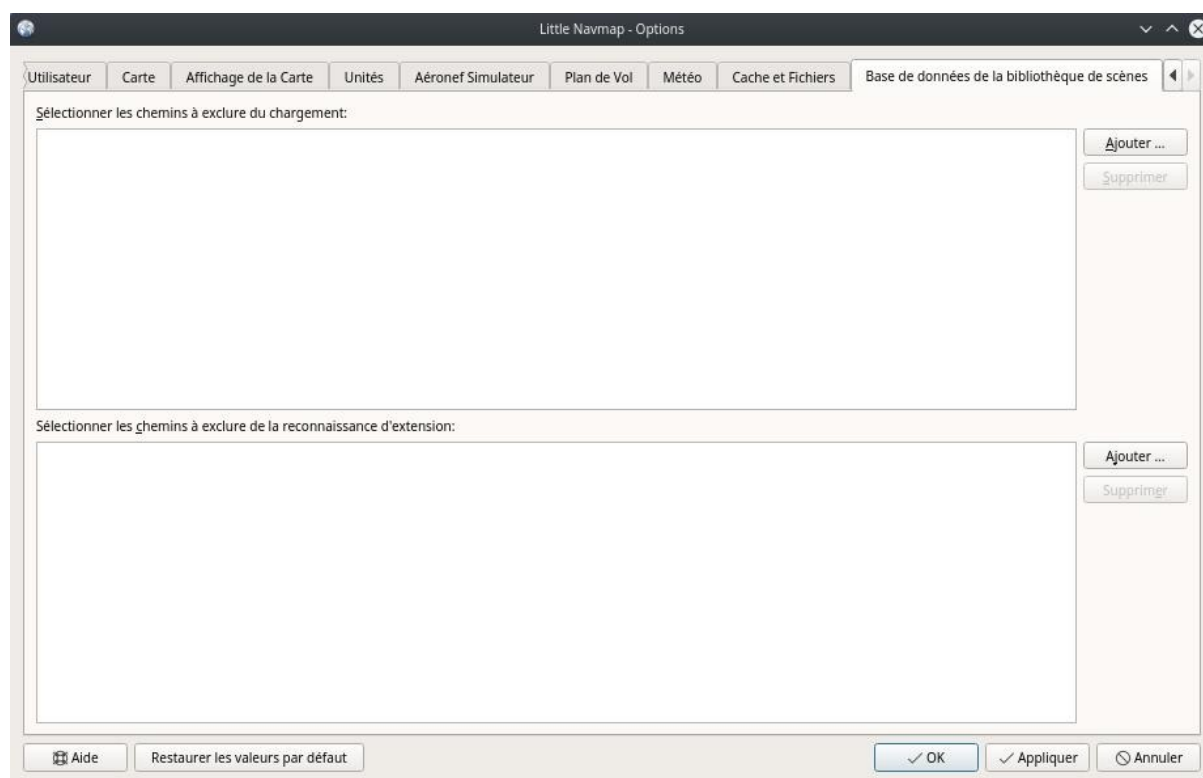 Little Navmap - Options
Utilisateur Carte Affichage de la Carte Unités Aéronef Simulateur Plan de Vol Météo Cache et Fichiers Base de données de la bibliothèque de scènes
Sélectionner les chemins à exclure du chargement:
Ajouter ...
Supprimer
Sélectionner les chemins à exclure de la reconnaissance d'extension:
Ajouter ...
Supprimer
Aide Restaurer les valeurs par défaut OK Appliquer Annuler